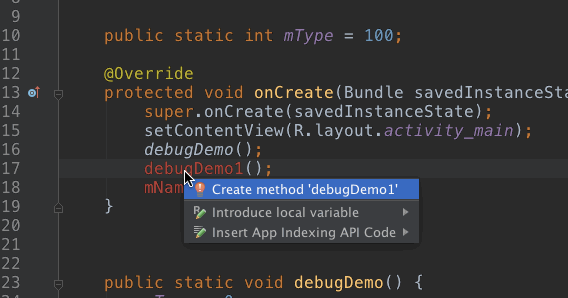 9
10 public static int mType = 100;
11
12 @Override
13 protected void onCreate(Bundle savedInstanceSta
14 super.onCreate(savedInstanceState);
15 setContentView(R.layout.activity_main);
16 debugDemo();
17 debugDemo1();
18 mNam
Create method 'debugDemo1'
19 }
Introduce local variable
20
Insert App Indexing API Code
21
22
23 public static void debugDemo() {